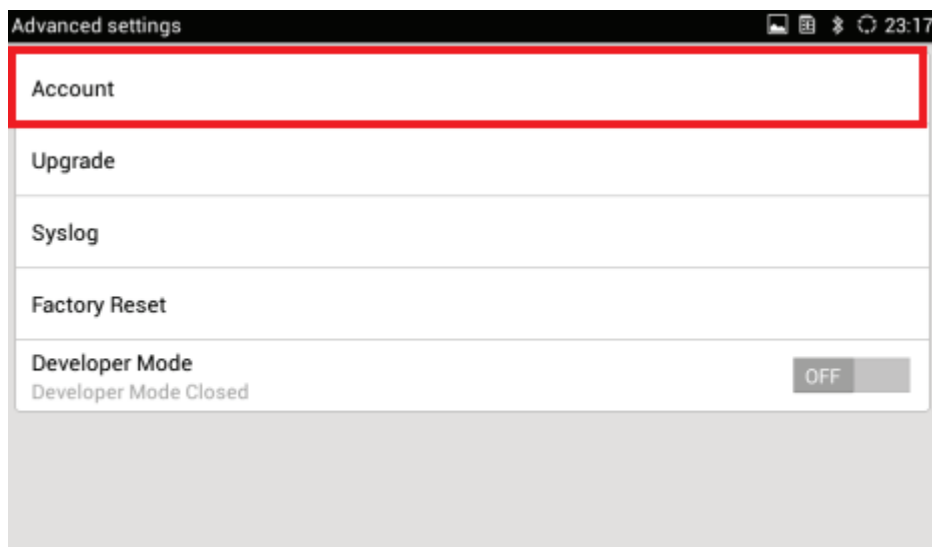 Advanced settings 23:17
Account
Upgrade
Syslog
Factory Reset
Developer Mode
Developer Mode Closed
OFF